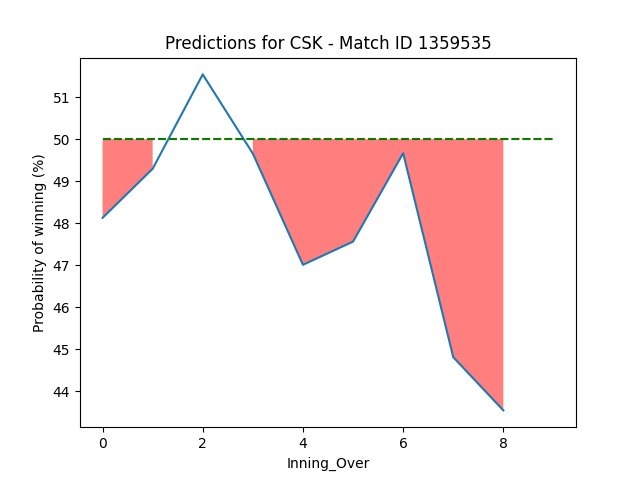 Predictions for CSK - Match ID 1359535
Probability of winning (%)
51
50
49
48
47
46
45
44
0 2 4 6 8
Inning_Over